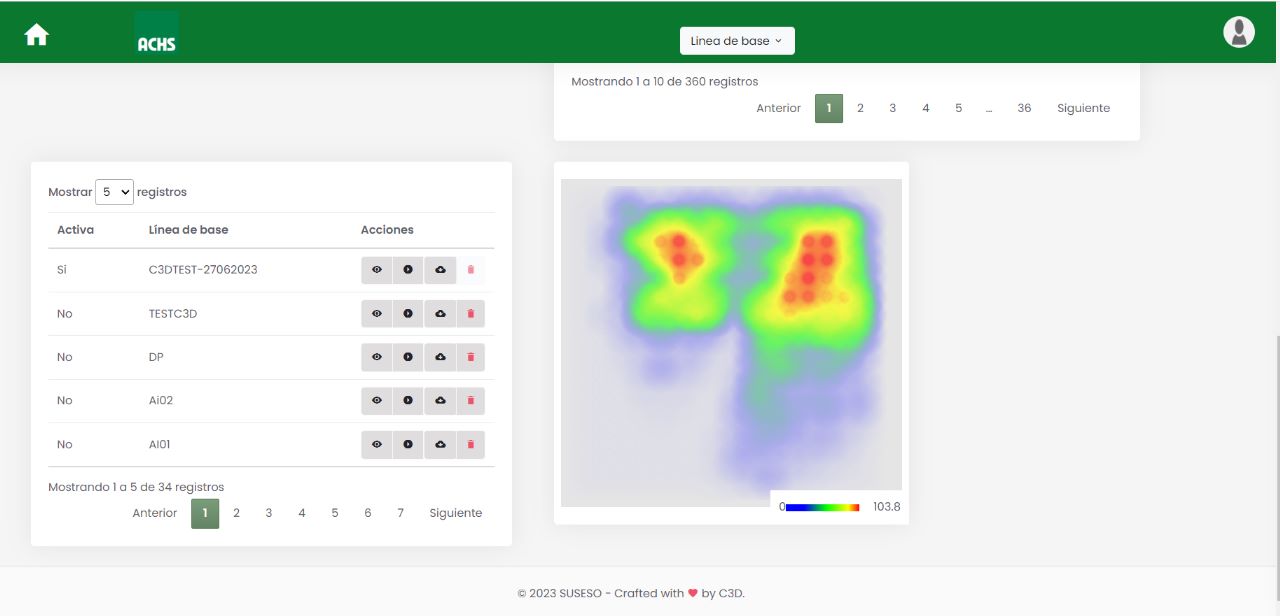 ACHS
Linea de base
Mostrando 1 a 10 de 360 registros
Anterior 1 2 3 4 5 ... 36 Siguiente
Mostrar 5 registros
Activa Línea de base Acciones
Si C3DTEST-27062023
No TESTC3D
No DP
No Ai02
No AI01
Mostrando 1 a 5 de 34 registros
Anterior 1 2 3 4 5 6 7 Siguiente
0 103.8
© 2023 SUSESO - Crafted with ❤ by C3D.